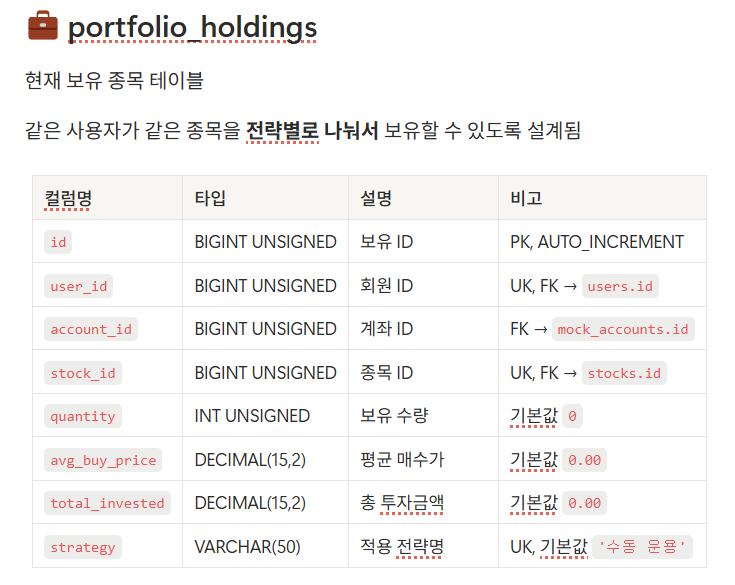 portfolio_holdings
현재 보유 종목 테이블
같은 사용자가 같은 종목을 전략별로 나눠서 보유할 수 있도록 설계됨
컬럼명 타입 설명 비고
id BIGINT UNSIGNED 보유 ID PK, AUTO_INCREMENT
user_id BIGINT UNSIGNED 회원 ID UK, FK → users.id
account_id BIGINT UNSIGNED 계좌 ID FK → mock_accounts.id
stock_id BIGINT UNSIGNED 종목 ID UK, FK → stocks.id
quantity INT UNSIGNED 보유 수량 기본값 0
avg_buy_price DECIMAL(15,2) 평균 매수가 기본값 0.00
total_invested DECIMAL(15,2) 총 투자금액 기본값 0.00
strategy VARCHAR(50) 적용 전략명 UK, 기본값 '수동 운용'